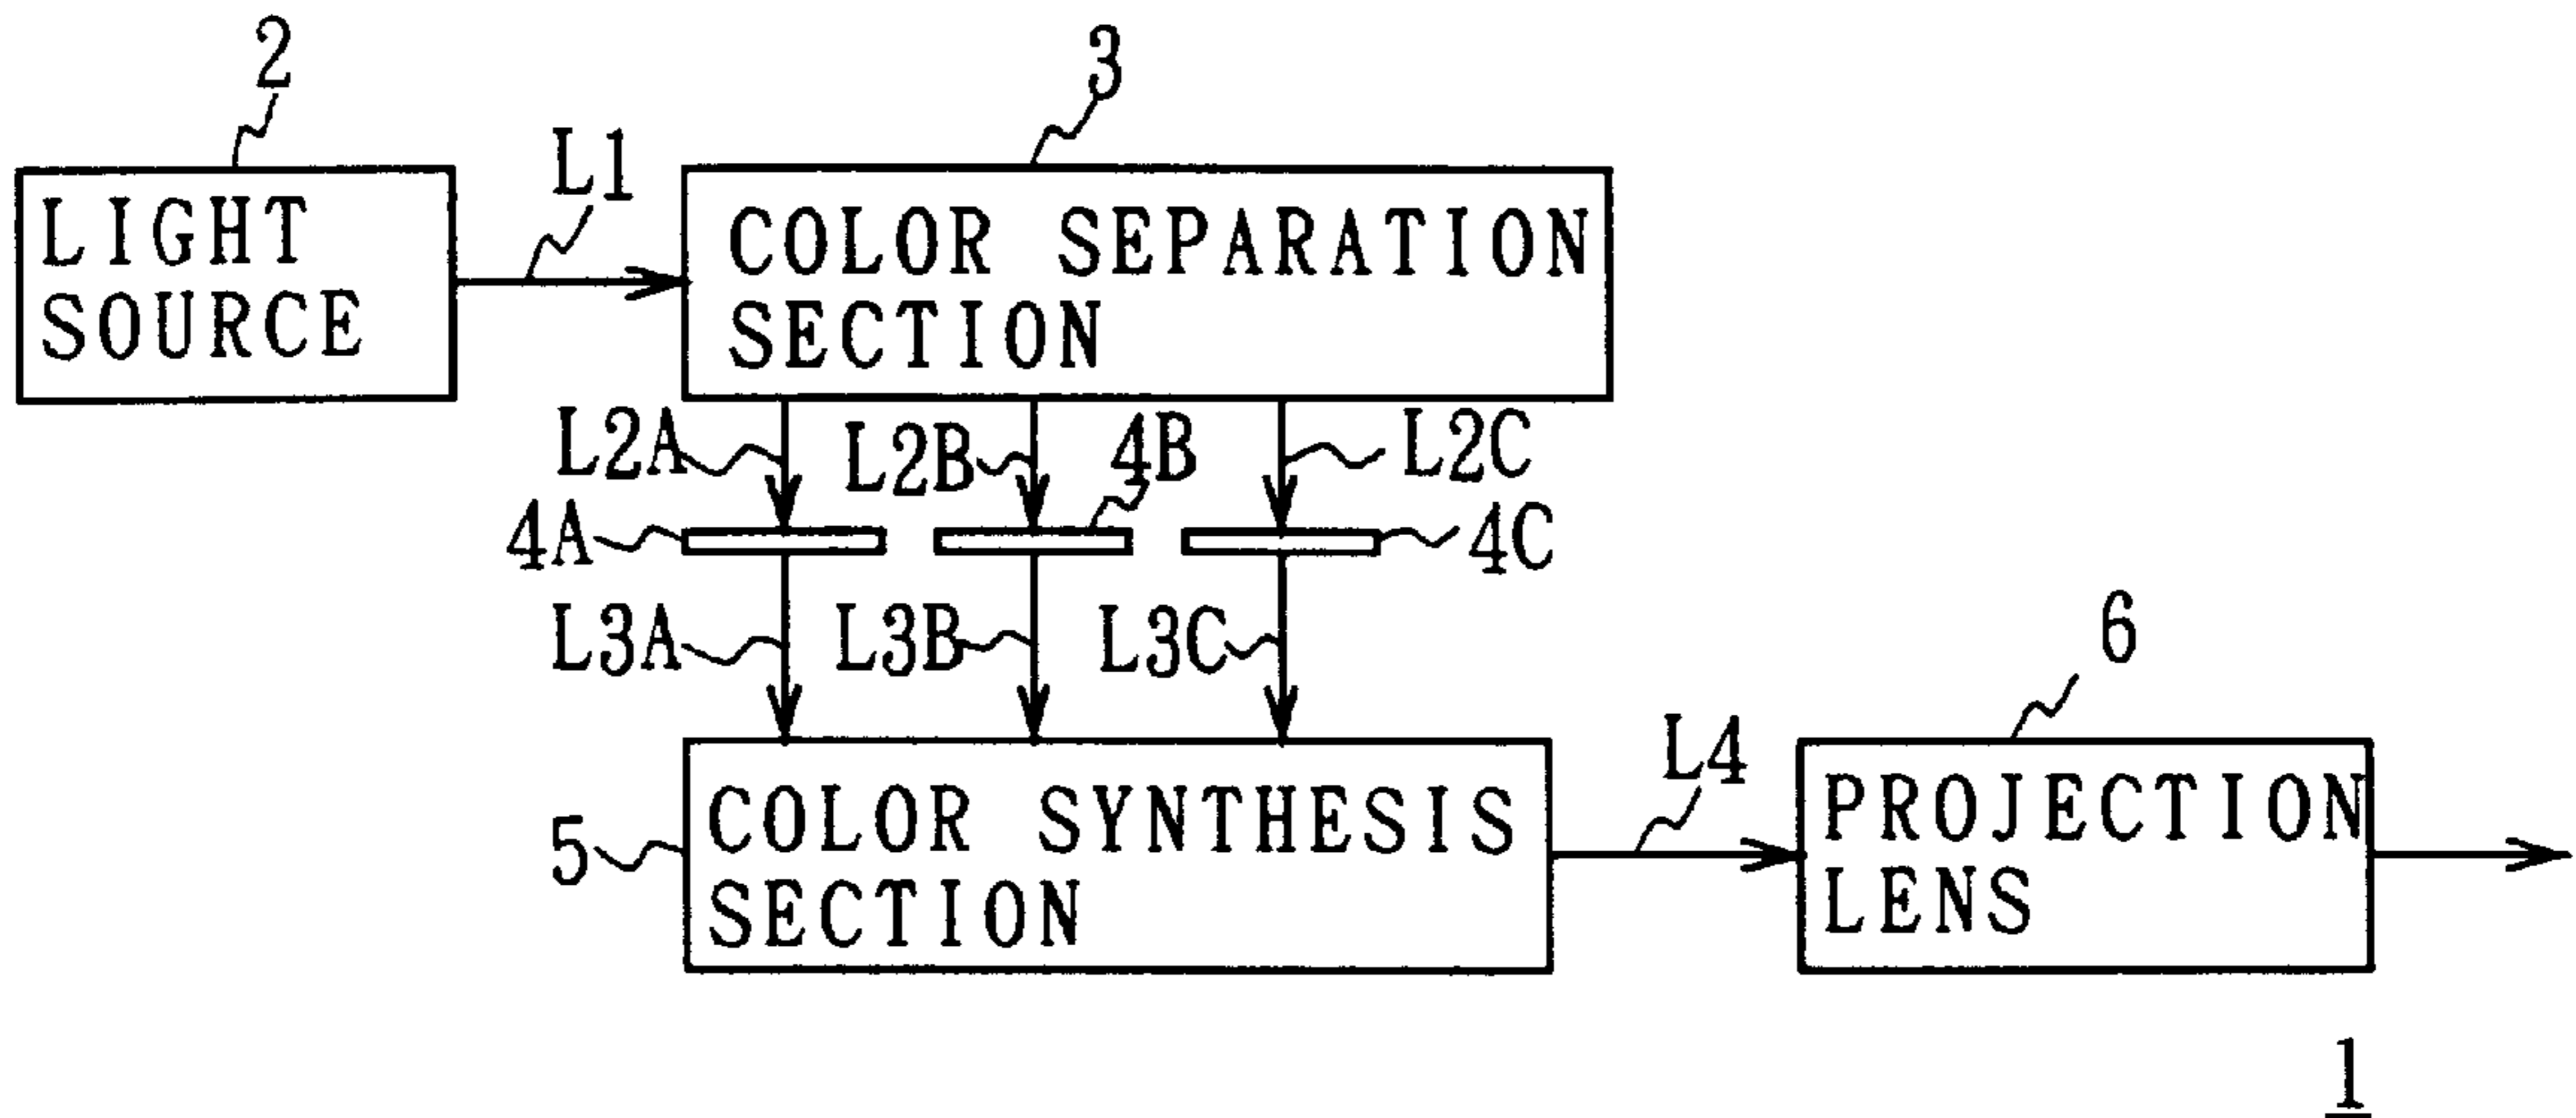 2
3
L1
LIGHT
SOURCE
COLOR SEPARATION
SECTION
L2A
L2B
4B
L2C
4A
4C
L3A
L3B
L3C
6
L4
5
COLOR SYNTHESIS
SECTION
PROJECTION
LENS
1